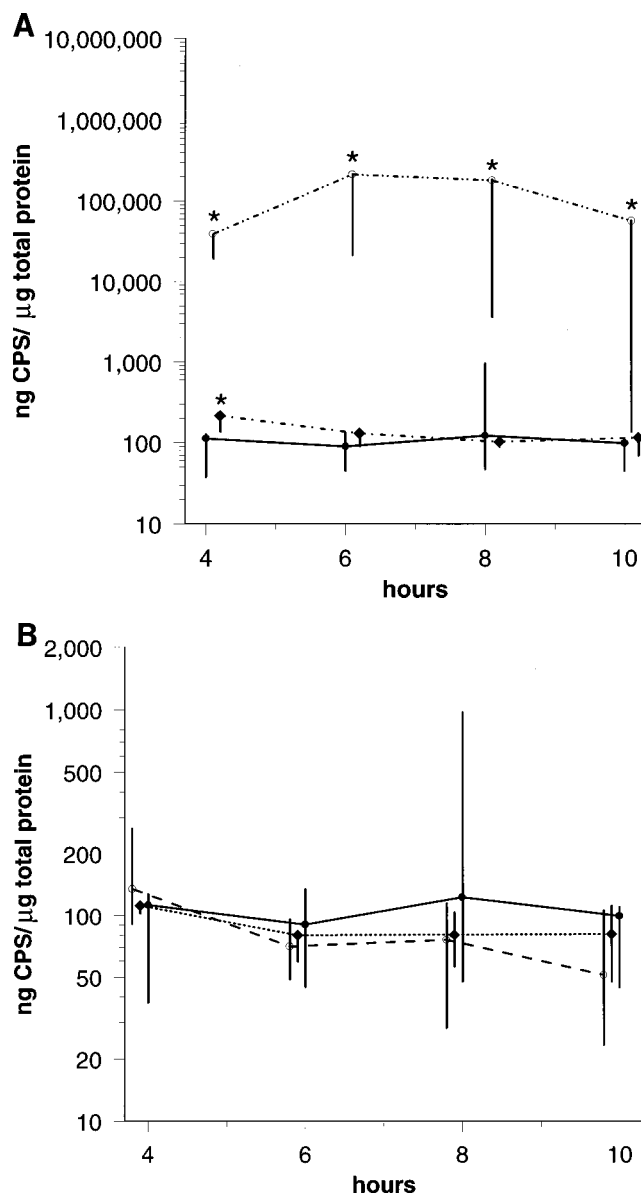 A
10,000,000
1,000,000
100,000
10,000
1,000
100
10
ng CPS/ μg total protein
* * * *
*
4 6 8 10
hours
B
2,000
1,000
500
200
100
50
20
10
ng CPS/ μg total protein
4 6 8 10
hours